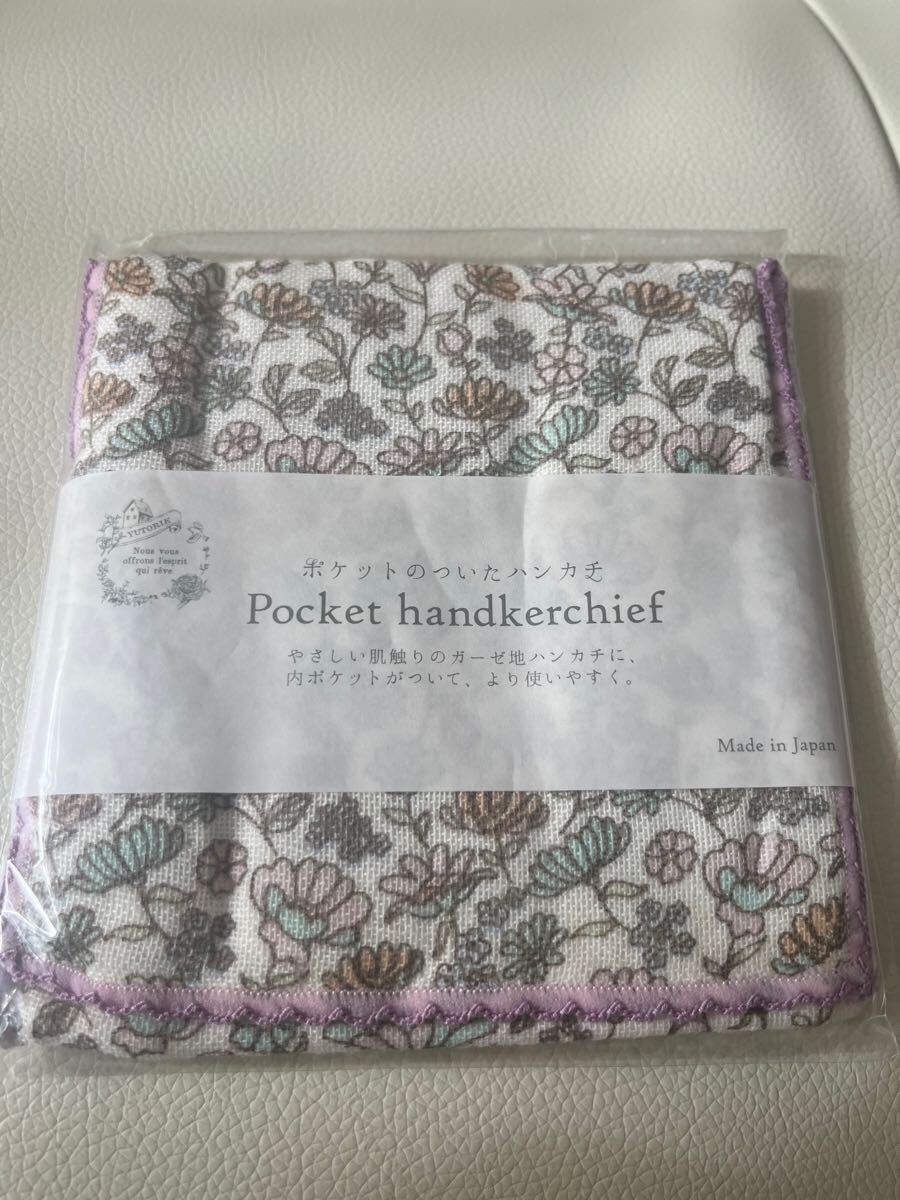 YUTORIK
Nous vous
offrons l'esprit
qui rêve
ポケットのついたハンカチ
Pocket handkerchief
やさしい肌触りのガーゼ地ハンカチに、
内ポケットがついて、より使いやすく。
Made in Japan